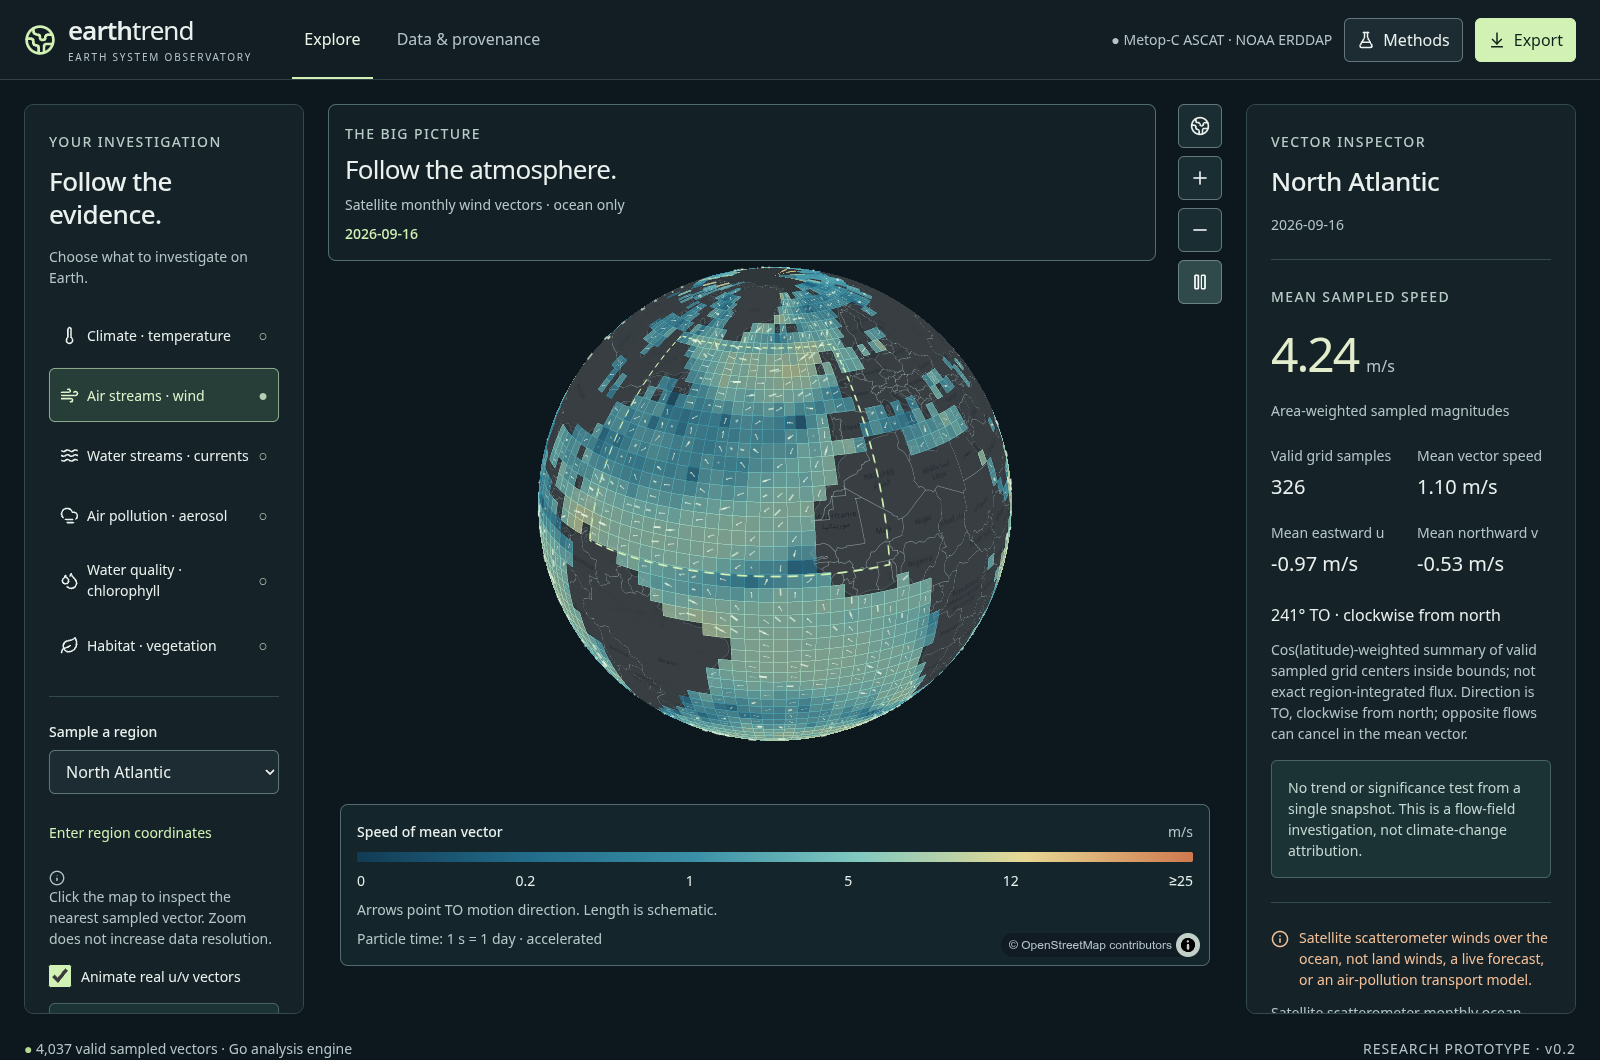 earthtrend
EARTH SYSTEM OBSERVATORY
Explore
Data & provenance
● Metop-C ASCAT · NOAA ERDDAP
Methods
Export
YOUR INVESTIGATION
Follow the
evidence.
Choose what to investigate on
Earth.
Climate · temperature
Air streams · wind
Water streams · currents
Air pollution · aerosol
Water quality ·
chlorophyll
Habitat · vegetation
Sample a region
North Atlantic
Enter region coordinates
Click the map to inspect the
nearest sampled vector. Zoom
does not increase data resolution.
Animate real u/v vectors
THE BIG PICTURE
Follow the atmosphere.
Satellite monthly wind vectors · ocean only
2026-09-16
Speed of mean vector
m/s
0 0.2 1 5 12 ≥25
Arrows point TO motion direction. Length is schematic.
Particle time: 1 s = 1 day · accelerated
© OpenStreetMap contributors
VECTOR INSPECTOR
North Atlantic
2026-09-16
MEAN SAMPLED SPEED
4.24 m/s
Area-weighted sampled magnitudes
Valid grid samples
326
Mean vector speed
1.10 m/s
Mean eastward u
-0.97 m/s
Mean northward v
-0.53 m/s
241° TO · clockwise from north
Cos(latitude)-weighted summary of valid
sampled grid centers inside bounds; not
exact region-integrated flux. Direction is
TO, clockwise from north; opposite flows
can cancel in the mean vector.
No trend or significance test from a
single snapshot. This is a flow-field
investigation, not climate-change
attribution.
Satellite scatterometer winds over the
ocean, not land winds, a live forecast,
or an air-pollution transport model.
Satellite scatterometer monthly ocean
● 4,037 valid sampled vectors · Go analysis engine
RESEARCH PROTOTYPE · v0.2